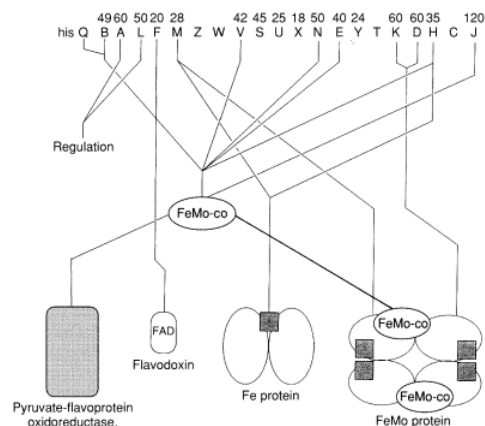 49 60 50 20 28 42 45 25 18 50 40 24 60 60 35 120
his Q B A L F M Z W V S U X N E Y T K D H C J
Regulation
FeMo-co
FAD
FeMo-co
Flavodoxin
Fe protein
FeMo-co
Pyruvate-flavoprotein
oxidoreductase.
FeMo protein